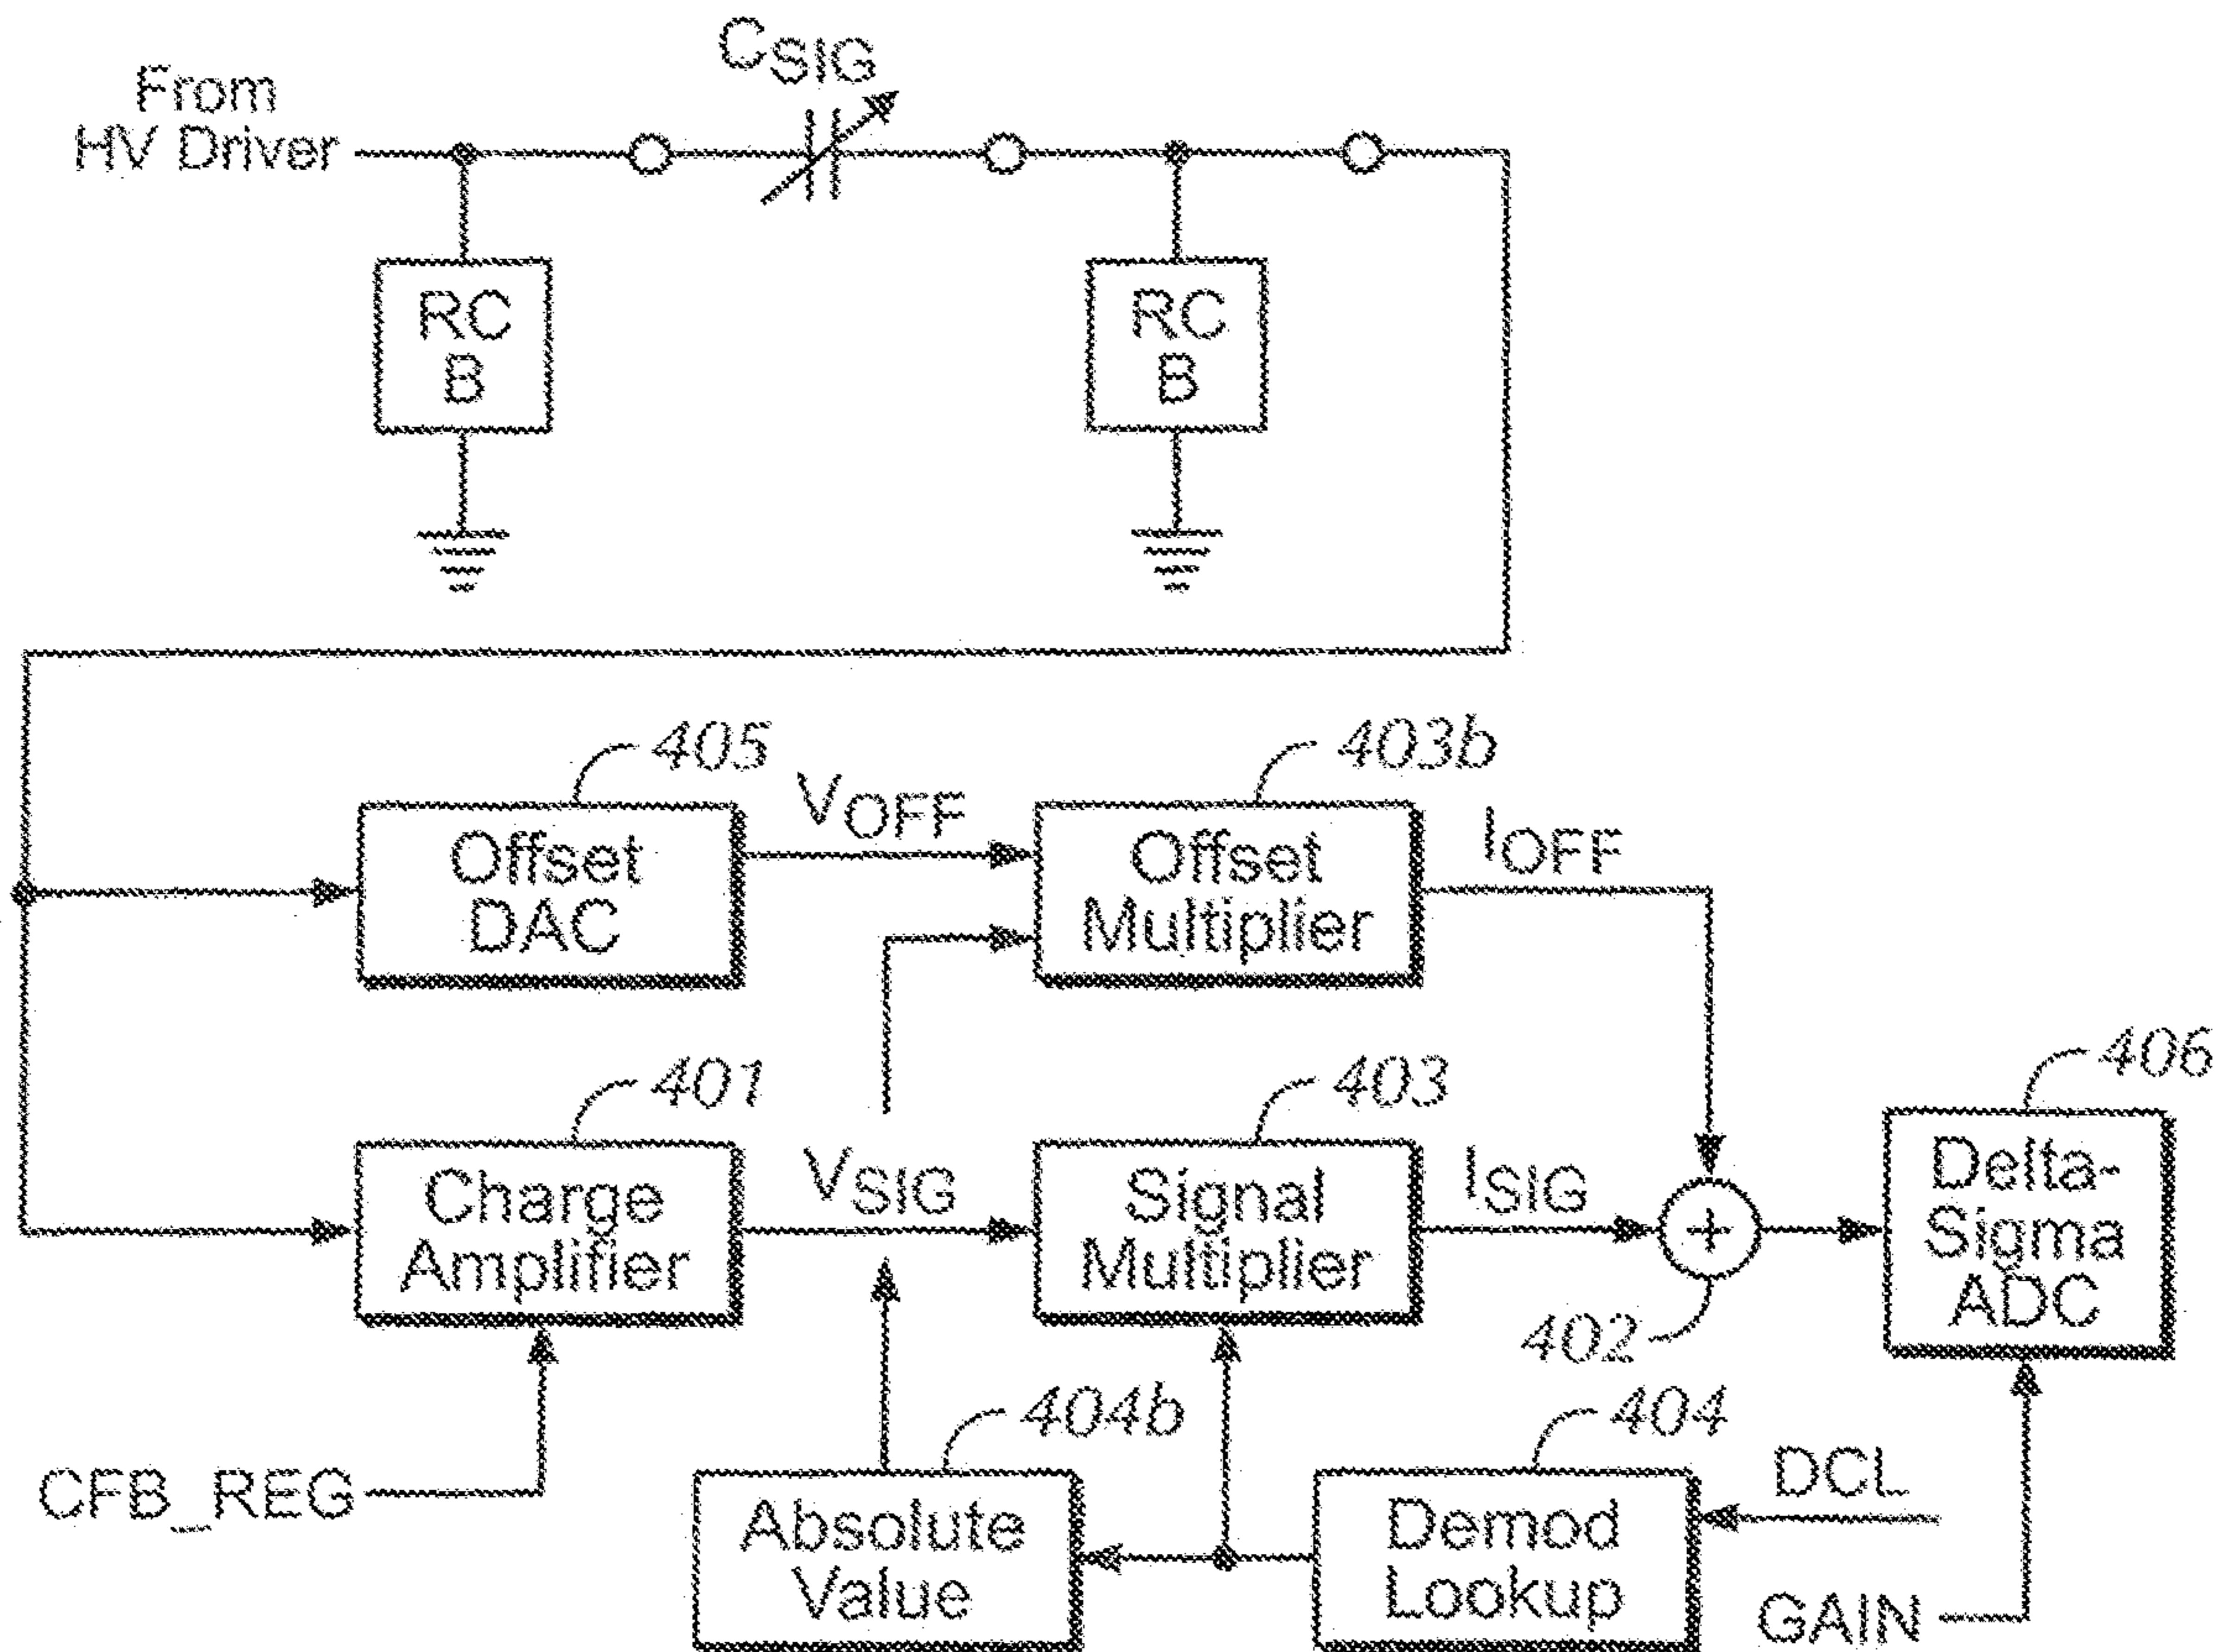 CSIG
From
HV Driver
RC
B
RC
B
405
403b
VOFF
IOFF
Offset
DAC
Offset
Multiplier
406
401
403
VSIG
ISIG
Charge
Amplifier
Signal
Multiplier
+
Delta-
Sigma
ADC
402
404b
404
CFB_REG
DCL
Absolute
Value
Demod
Lookup
GAIN